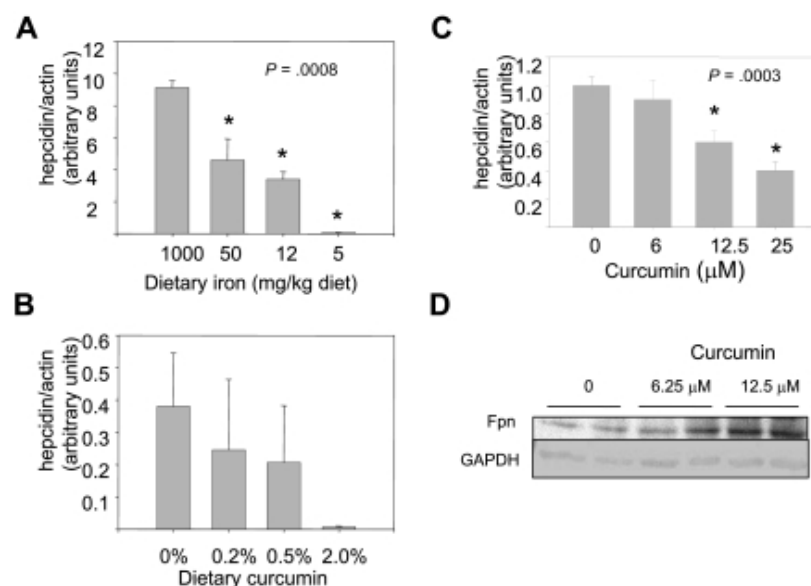 A
hepcidin/actin
(arbitrary units)
12
10
8
6
4
2
P = .0008
*
*
*
1000 50 12 5
Dietary iron (mg/kg diet)
B
hepcidin/actin
(arbitrary units)
0.6
0.5
0.4
0.3
0.2
0.1
0% 0.2% 0.5% 2.0%
Dietary curcumin
C
hepcidin/actin
(arbitrary units)
1.0
0.8
0.6
0.4
0.2
P = .0003
*
*
0 6 12.5 25
Curcumin (μM)
D
Curcumin
0 6.25 μM 12.5 μM
Fpn
GAPDH